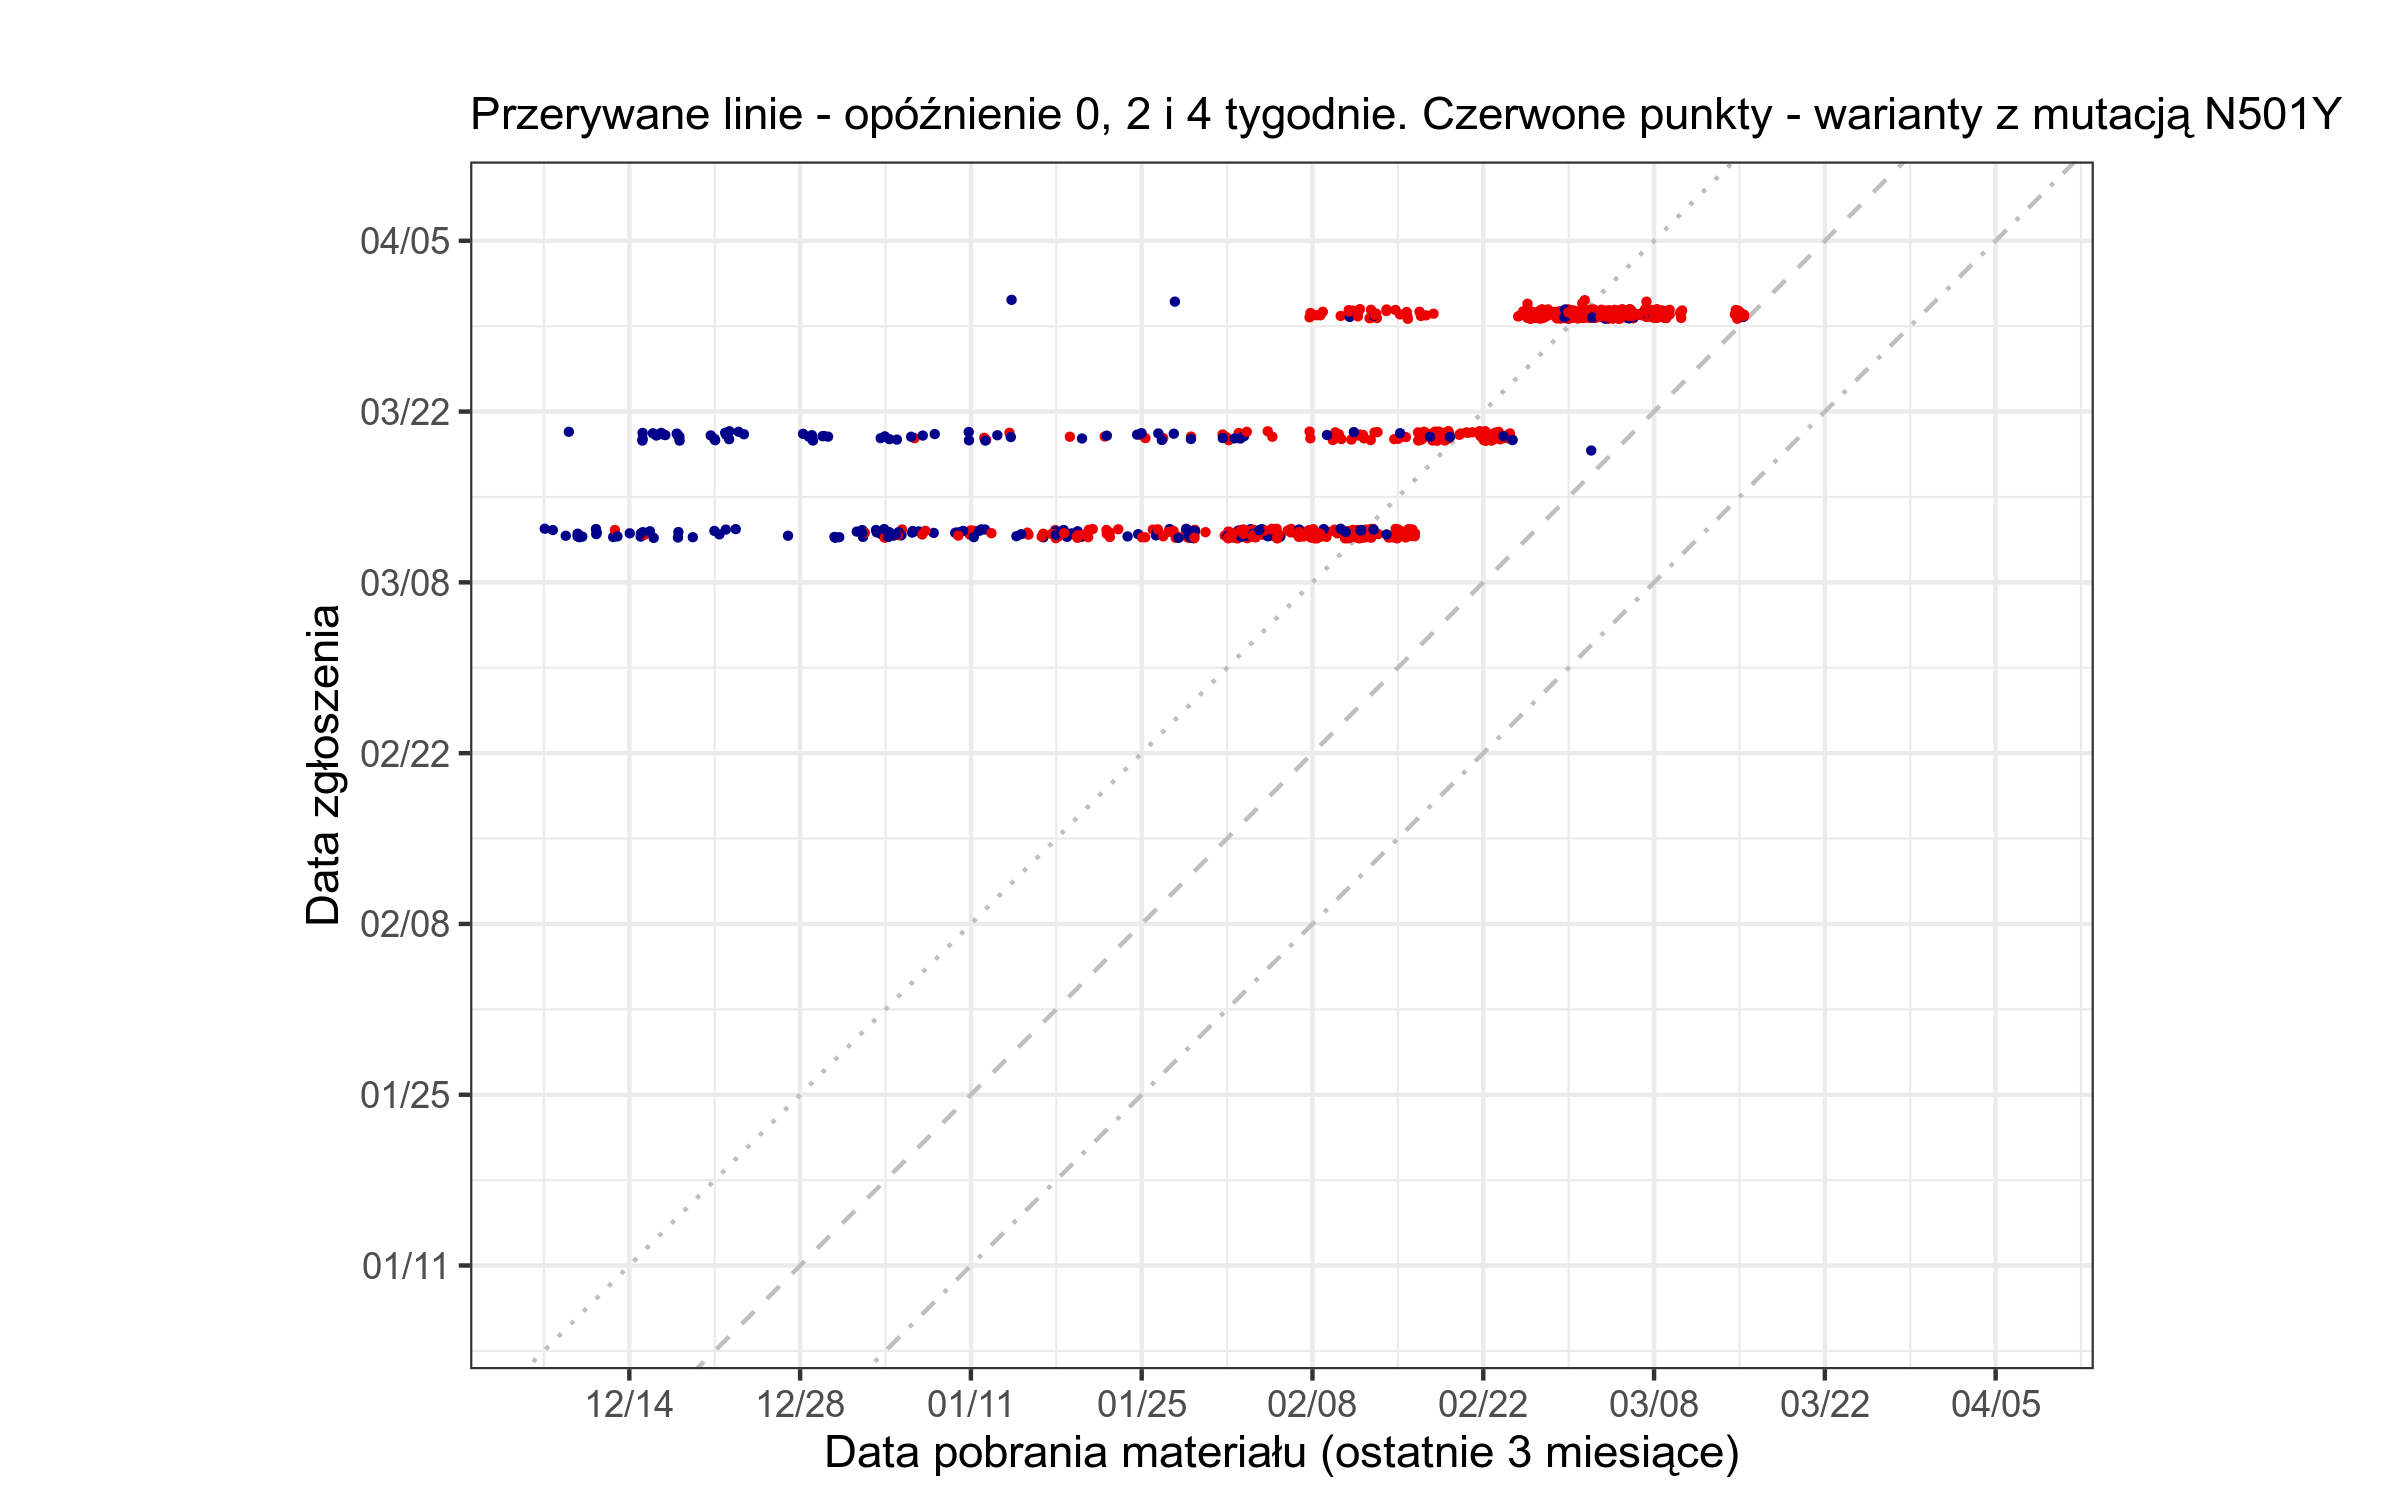 Przerywane linie - opóźnienie 0, 2 i 4 tygodnie. Czerwone punkty - warianty z mutacją N501Y
04/05
03/22
03/08
02/22
02/08
01/25
01/11
Data zgłoszenia
12/14 12/28 01/11 01/25 02/08 02/22 03/08 03/22 04/05
Data pobrania materiału (ostatnie 3 miesiące)